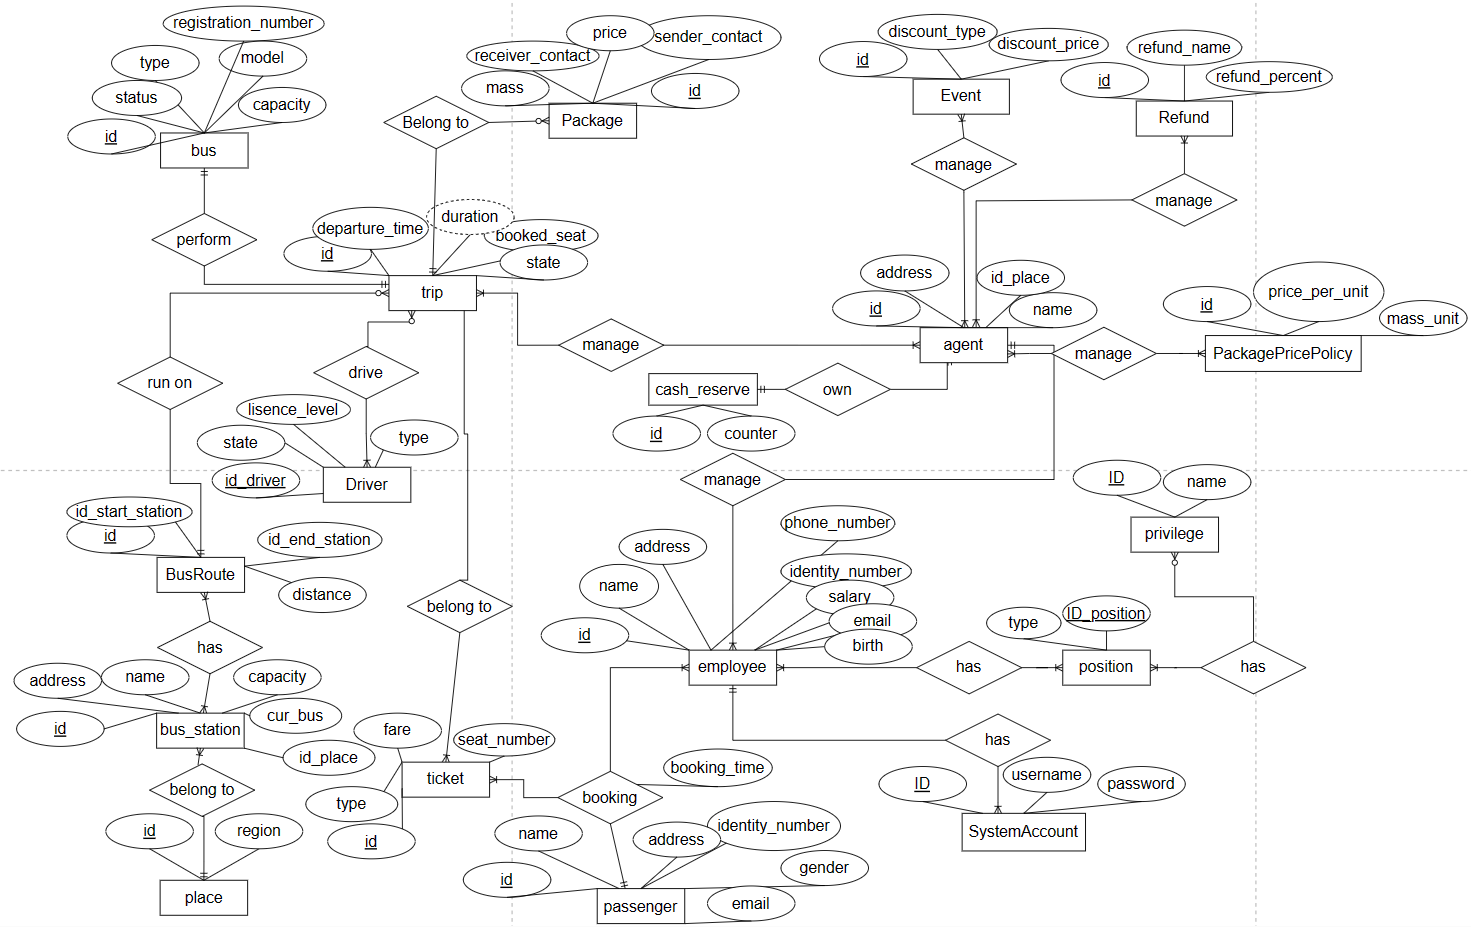 registration_number
type
model
status
capacity
id
bus
perform
price
receiver_contact
sender_contact
mass
id
Belong to
Package
discount_type
discount_price
id
Event
manage
refund_name
id
refund_percent
Refund
manage
departure_time
duration
booked_seat
id
state
trip
address
id_place
id
name
agent
id
price_per_unit
mass_unit
PackagePricePolicy
manage
manage
run on
drive
cash_reserve
own
id
counter
lisence_level
state
type
id_driver
Driver
manage
ID
name
privilege
id_start_station
id
id_end_station
BusRoute
distance
has
belong to
phone_number
address
identity_number
name
salary
email
id
birth
employee
has
type
ID_position
position
has
address
name
capacity
id
cur_bus
bus_station
id_place
belong to
id
region
place
fare
seat_number
ticket
type
id
booking_time
booking
has
ID
username
password
SystemAccount
name
address
identity_number
id
gender
email
passenger